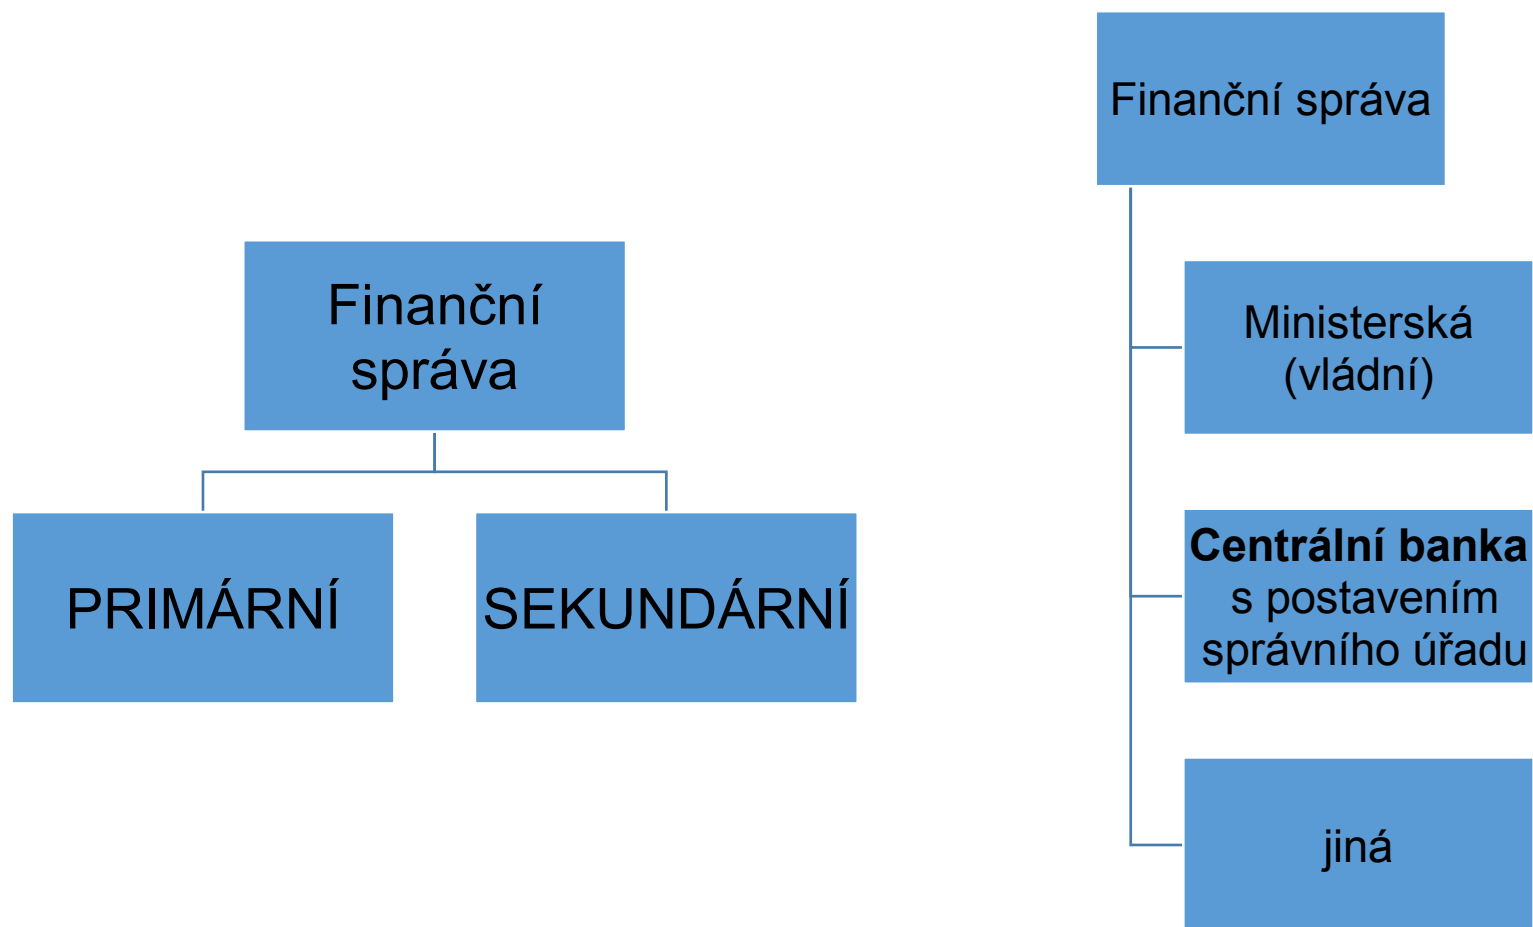 Finanční
správa
PRIMÁRNÍ
SEKUNDÁRNÍ
Finanční správa
Ministerská
(vládní)
Centrální banka
s postavením
správního úřadu
jiná